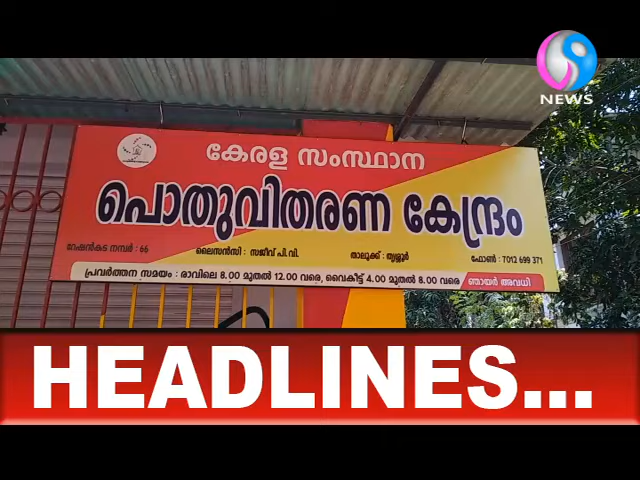 NEWS
കേരള സംസ്ഥാന
പൊതുവിതരണ കേന്ദ്രം
റേഷൻകട നമ്പർ : 66 ലൈസൻസി : സജീവ് പി.വി. താലൂക്ക് : തൃശ്ശൂർ ഫോൺ : 7012 699 371
പ്രവർത്തന സമയം : രാവിലെ 8.00 മുതൽ 12.00 വരെ, വൈകീട്ട് 4.00 മുതൽ 8.00 വരെ ഞായർ അവധി
HEADLINES...